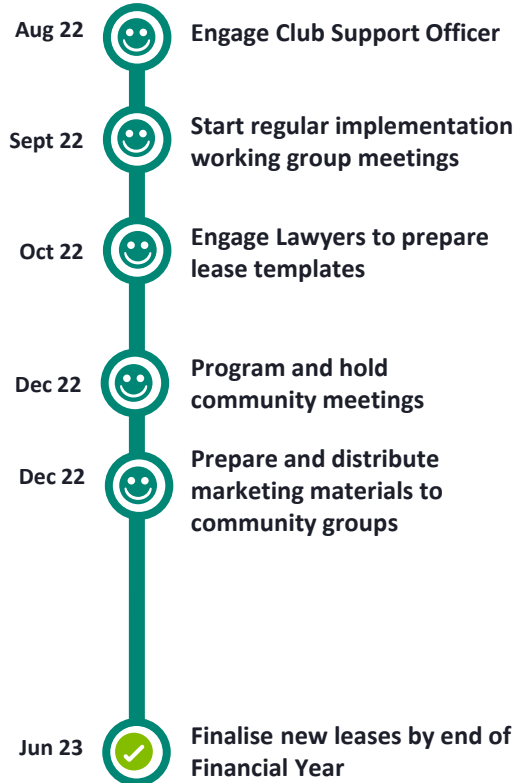 Aug 22
Engage Club Support Officer
Sept 22
Start regular implementation
working group meetings
Oct 22
Engage Lawyers to prepare
lease templates
Dec 22
Program and hold
community meetings
Dec 22
Prepare and distribute
marketing materials to
community groups
Jun 23
Finalise new leases by end of
Financial Year